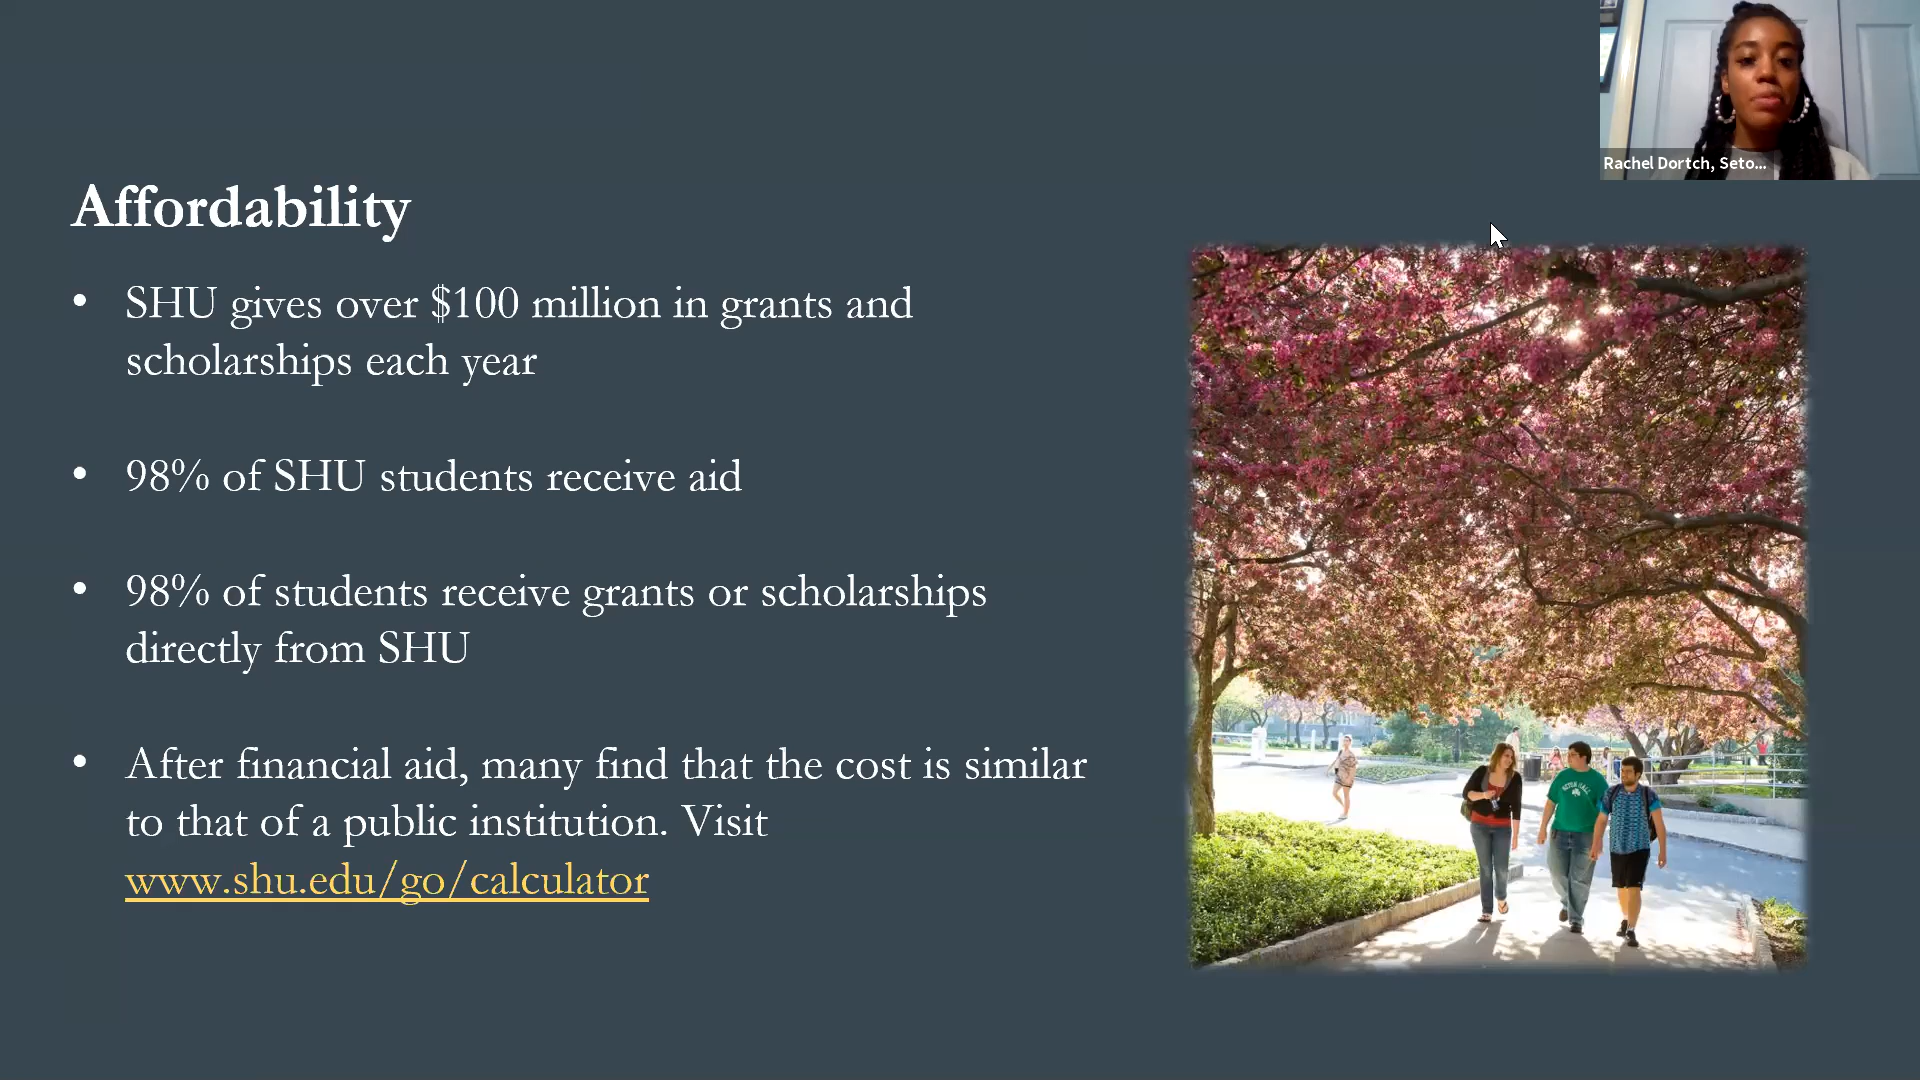 Rachel Dortch, Seto...
Affordability
• SHU gives over $100 million in grants and
scholarships each year
• 98% of SHU students receive aid
• 98% of students receive grants or scholarships
directly from SHU
• After financial aid, many find that the cost is similar
to that of a public institution. Visit
www.shu.edu/go/calculator
SETON HALL